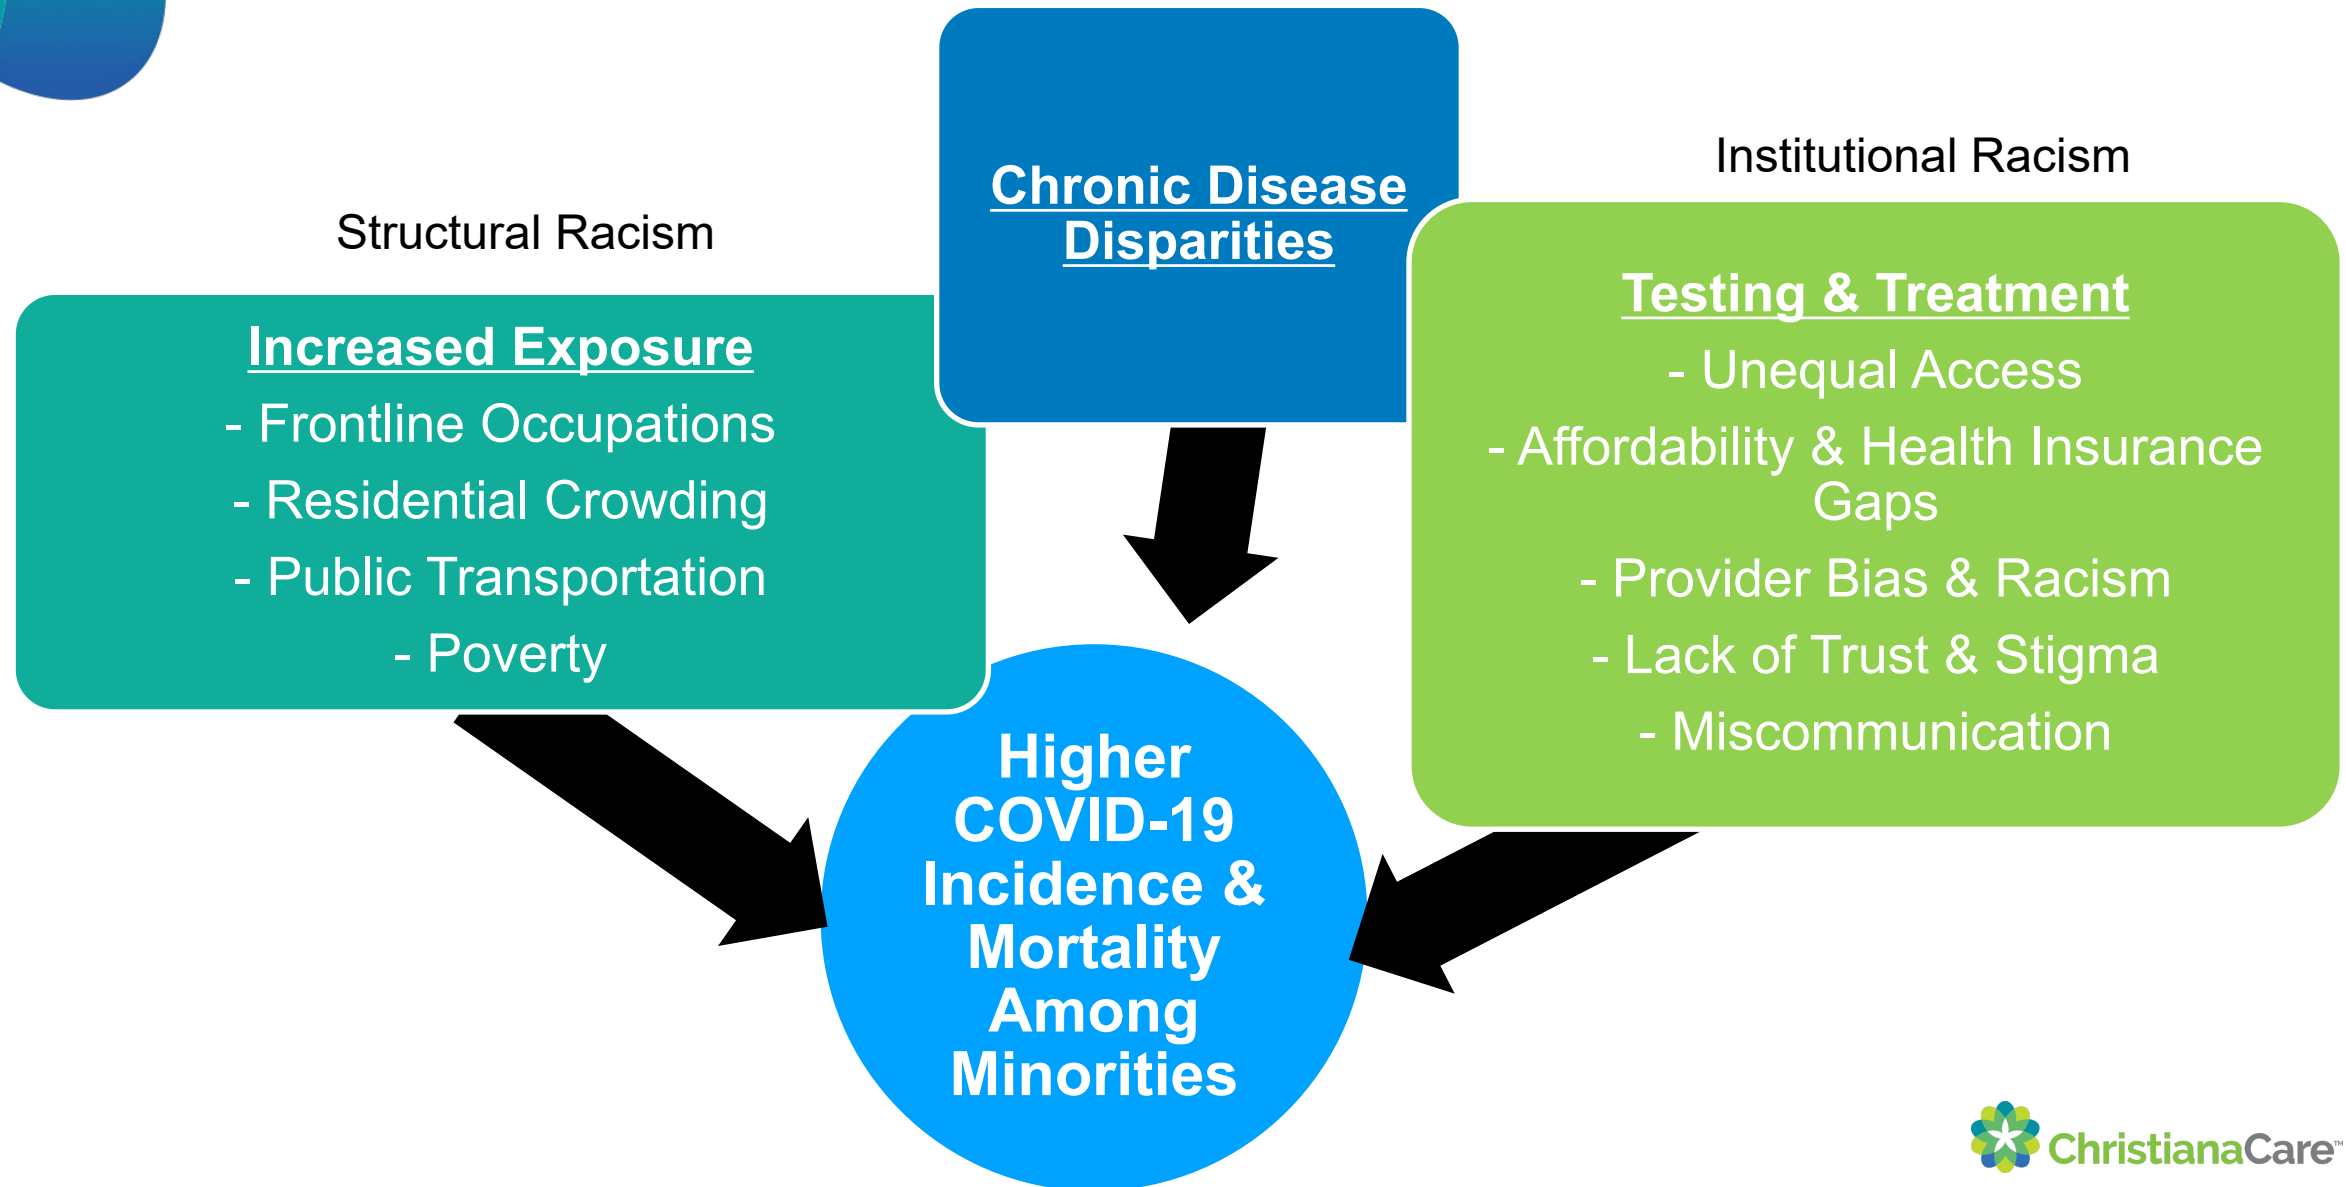 Structural Racism
Increased Exposure
- Frontline Occupations
- Residential Crowding
- Public Transportation
- Poverty
Chronic Disease
Disparities
Institutional Racism
Testing & Treatment
- Unequal Access
- Affordability & Health Insurance
Gaps
- Provider Bias & Racism
- Lack of Trust & Stigma
- Miscommunication
Higher
COVID-19
Incidence &
Mortality
Among
Minorities
ChristianaCare™